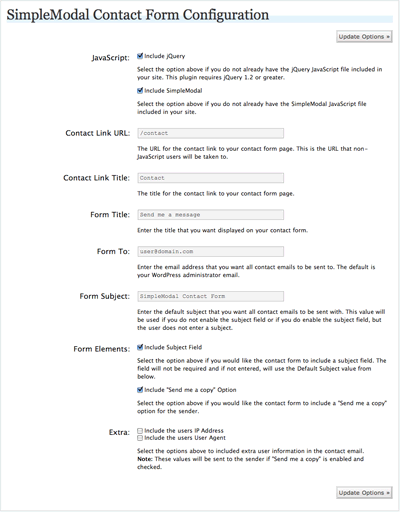 SimpleModal Contact Form Configuration
Update Options »
JavaScript: Include jQuery
Select the option above if you do not already have the jQuery JavaScript file included in
your site. This plugin requires jQuery 1.2 or greater.
Include SimpleModal
Select the option above if you do not already have the SimpleModal JavaScript file
included in your site.
Contact Link URL: /contact
The URL for the contact link to your contact form page. This is the URL that non-
JavaScript users will be taken to.
Contact Link Title: Contact
The title for the contact link to your contact form page.
Form Title: Send me a message
Enter the title that you want displayed on your contact form.
Form To: user@domain.com
Enter the email address that you want all contact emails to be sent to. The default is
your WordPress administrator email.
Form Subject: SimpleModal Contact Form
Enter the default subject that you want all contact emails to be sent with. This value will
be used if you do not enable the subject field or if you do enable the subject field, but
the user does not enter a subject.
Form Elements: Include Subject Field
Select the option above if you would like the contact form to include a subject field. The
field will not be required and if not entered, will use the Default Subject value from
below.
Include "Send me a copy" Option
Select the option above if you would like the contact form to include a "Send me a copy"
option for the sender.
Extra: Include the users IP Address
Include the users User Agent
Select the options above to included extra user information in the contact email.
Note: These values will be sent to the sender if "Send me a copy" is enabled and
checked.
Update Options »